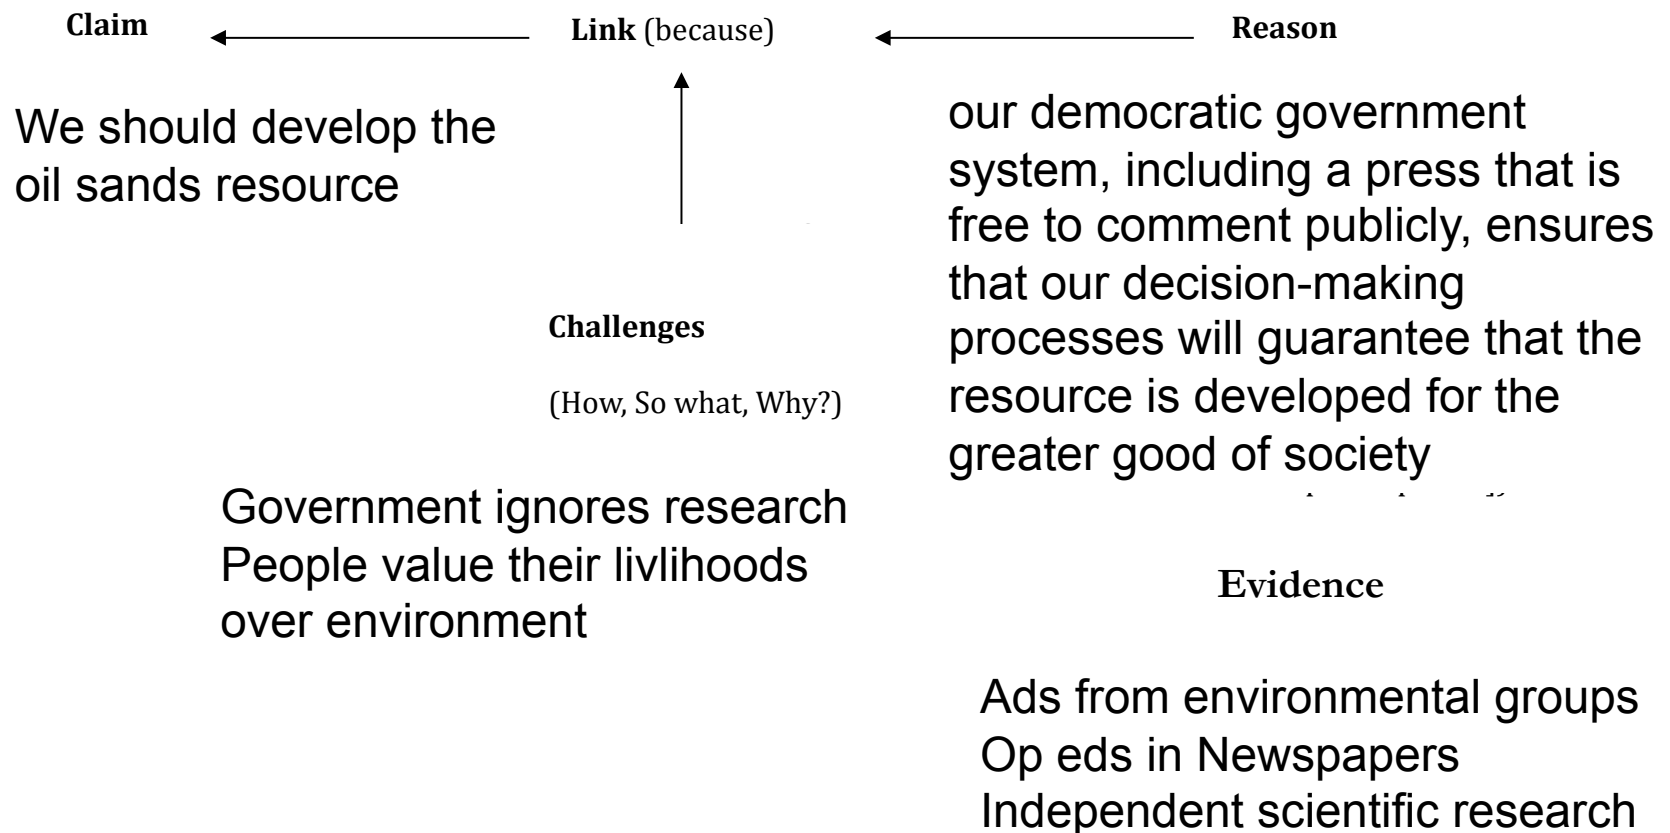 Claim
Link (because)
Reason
We should develop the
oil sands resource
our democratic government
system, including a press that is
free to comment publicly, ensures
that our decision-making
processes will guarantee that the
resource is developed for the
greater good of society
Challenges
(How, So what, Why?)
Government ignores research
People value their livlihoods
over environment
Evidence
Ads from environmental groups
Op eds in Newspapers
Independent scientific research